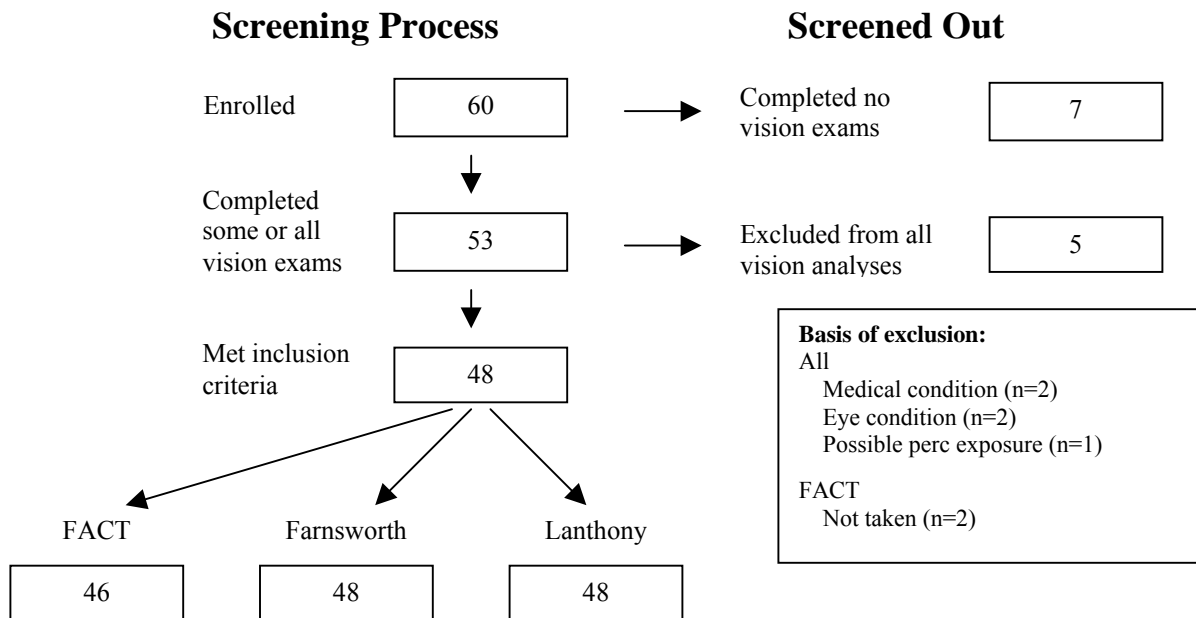 Screening Process
Screened Out
Enrolled
60
Completed no
vision exams
7
Completed
some or all
vision exams
53
Excluded from all
vision analyses
5
Met inclusion
criteria
48
Basis of exclusion:
All
Medical condition (n=2)
Eye condition (n=2)
Possible perc exposure (n=1)
FACT
Not taken (n=2)
FACT
Farnsworth
Lanthony
46
48
48